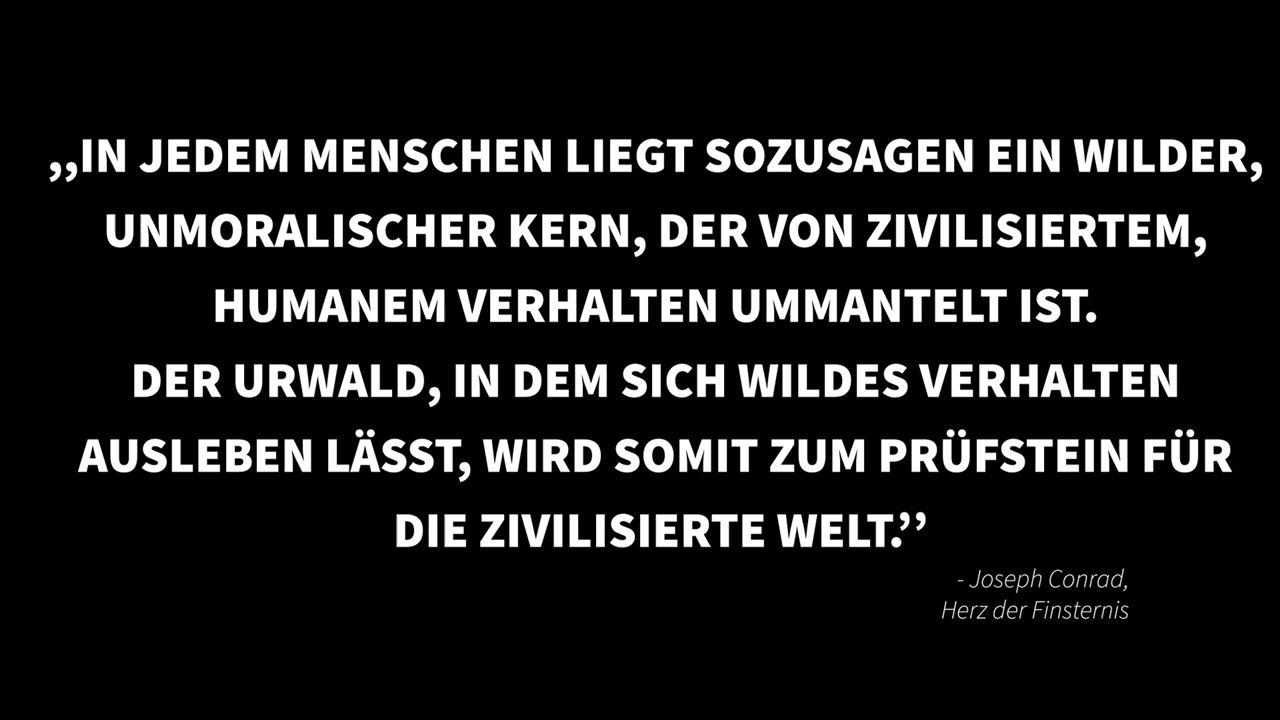 ,,IN JEDEM MENSCHEN LIEGT SOZUSAGEN EIN WILDER,
UNMORALISCHER KERN, DER VON ZIVILISIERTEM,
HUMANEM VERHALTEN UMMANTELT IST.
DER URWALD, IN DEM SICH WILDES VERHALTEN
AUSLEBEN LÄSST, WIRD SOMIT ZUM PRÜFSTEIN FÜR
DIE ZIVILISIERTE WELT.’’
- Joseph Conrad,
Herz der Finsternis